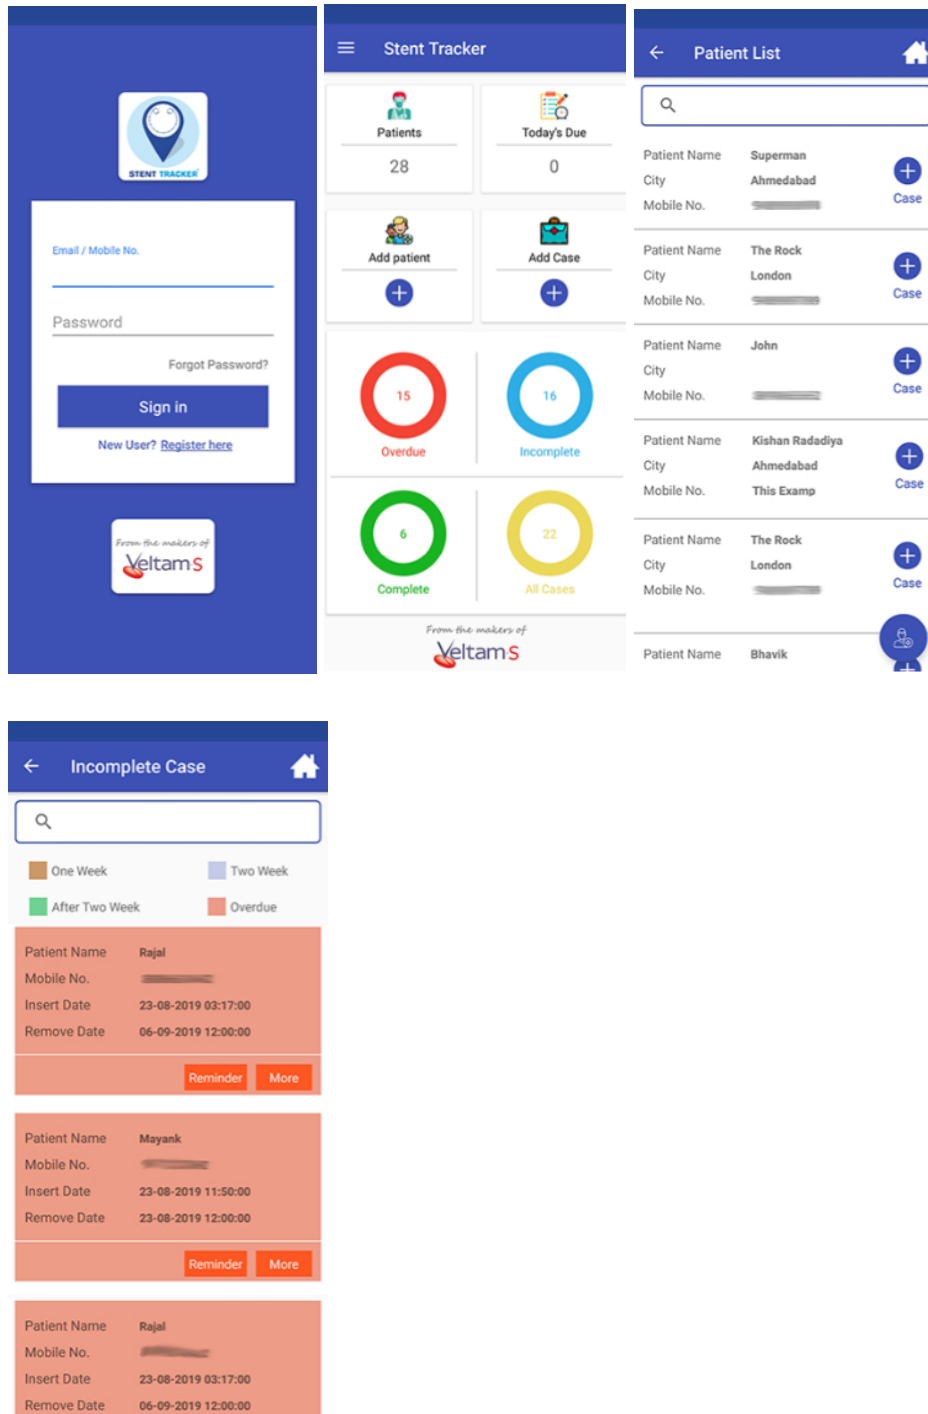 STENT TRACKER
Email / Mobile No.
Password
Forgot Password?
Sign in
New User? Register here
From the makers of
Veltam·S
Stent Tracker
Patients
28
Today's Due
0
Add patient
Add Case
15
Overdue
16
Incomplete
6
Complete
22
All Cases
From the makers of
Veltam·S
Patient List
Patient Name Superman
City Ahmedabad
Mobile No.
Case
Patient Name The Rock
City London
Mobile No.
Case
Patient Name John
City
Mobile No.
Case
Patient Name Kishan Radadiya
City Ahmedabad
Mobile No. This Examp
Case
Patient Name The Rock
City London
Mobile No.
Case
Patient Name Bhavik
Incomplete Case
One Week
Two Week
After Two Week
Overdue
Patient Name Rajal
Mobile No.
Insert Date 23-08-2019 03:17:00
Remove Date 06-09-2019 12:00:00
Reminder More
Patient Name Mayank
Mobile No.
Insert Date 23-08-2019 11:50:00
Remove Date 23-08-2019 12:00:00
Reminder More
Patient Name Rajal
Mobile No.
Insert Date 23-08-2019 03:17:00
Remove Date 06-09-2019 12:00:00